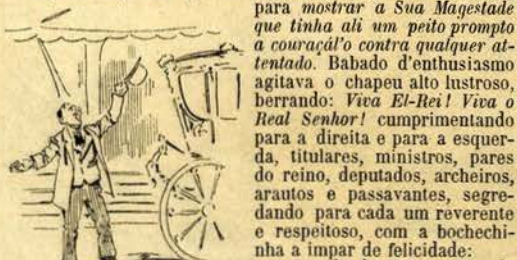 para mostrar a Sua Magestade
que tinha ali um peito prompto
a couraçál'o contra qualquer at-
tentado. Babado d'enthusiasmo
agitava o chapeu alto lustroso,
berrando: Viva El-Rei! Viva o
Real Senhor! cumprimentando
para a direita e para a esquer-
da, titulares, ministros, pares
do reino, deputados, archeiros,
arautos e passavantes, segre-
dando para cada um reverente
e respeitoso, com a bochechi-
nha a impar de felicidade: